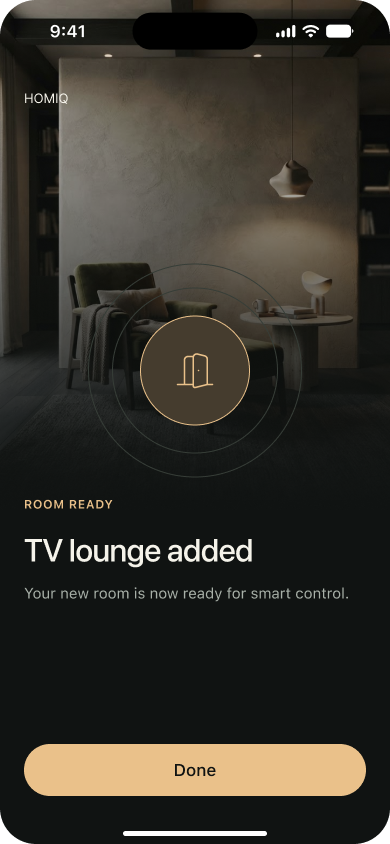 9:41
HOMIQ
ROOM READY
TV lounge added
Your new room is now ready for smart control.
Done